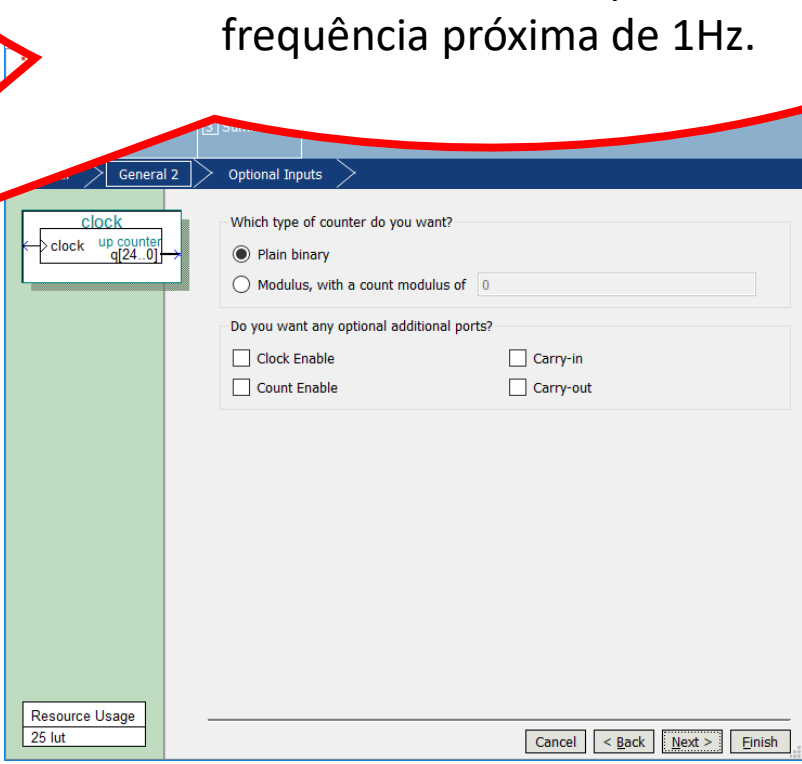 frequência próxima de 1Hz.
General 2
Optional Inputs
clock
clock
up counter
q[24..0]
Which type of counter do you want?
Plain binary
Modulus, with a count modulus of
0
Do you want any optional additional ports?
Clock Enable
Carry-in
Count Enable
Carry-out
Resource Usage
25 lut
Cancel
< Back
Next >
Finish